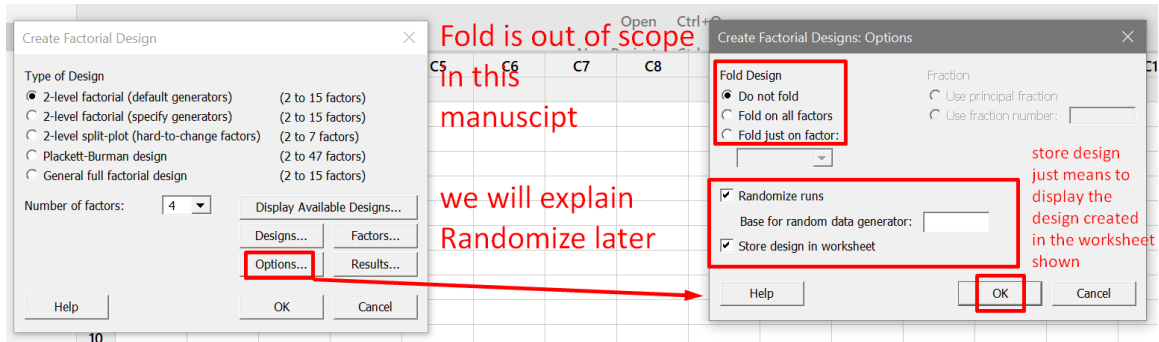 Open Ctrl+O
Create Factorial Design
Type of Design
2-level factorial (default generators) (2 to 15 factors)
2-level factorial (specify generators) (2 to 15 factors)
2-level split-plot (hard-to-change factors) (2 to 7 factors)
Plackett-Burman design (2 to 47 factors)
General full factorial design (2 to 15 factors)
Number of factors: 4
Display Available Designs...
Designs... Factors...
Options... Results...
Help OK Cancel
10
Fold is out of scope
in this
manuscipt
we will explain
Randomize later
C5 C6 C7 C8
Create Factorial Designs: Options
Fold Design
Do not fold
Fold on all factors
Fold just on factor:
Fraction
Use principal fraction
Use fraction number:
Randomize runs
Base for random data generator:
Store design in worksheet
Help OK Cancel
store design
just means to
display the
design created
in the worksheet
shown